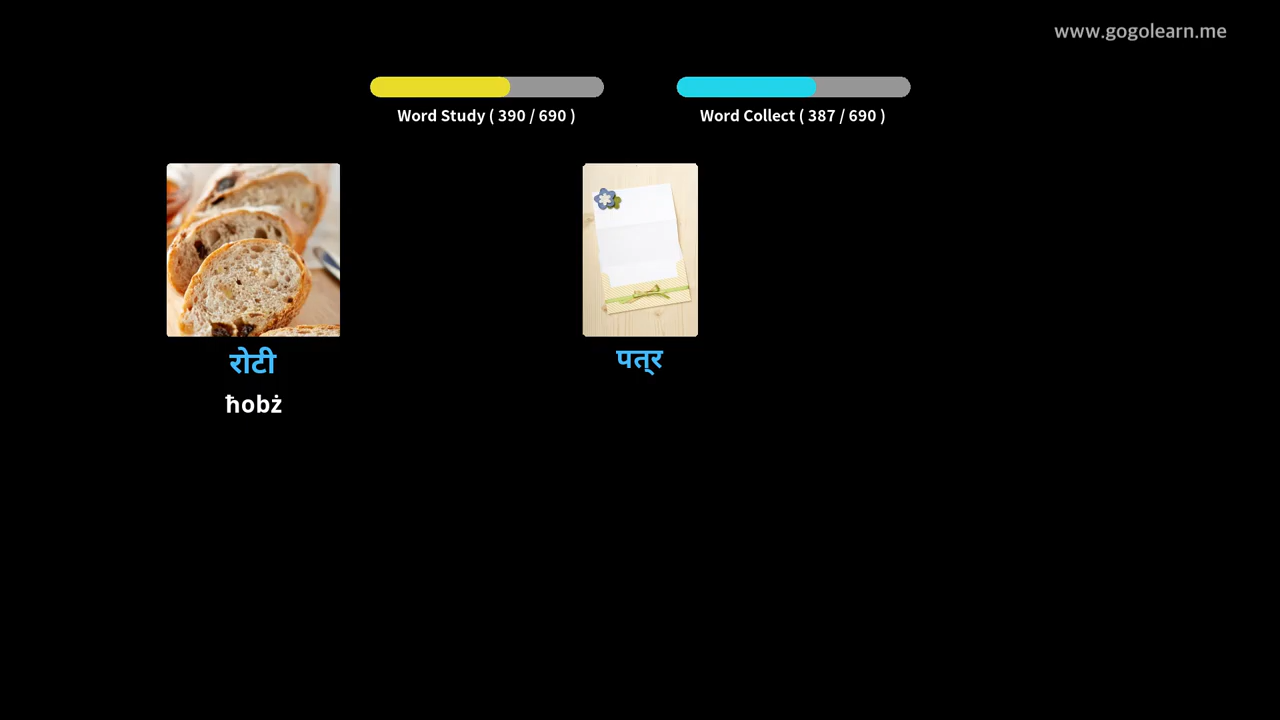 www.gogolearn.me
Word Study ( 390 / 690 )
Word Collect ( 387 / 690 )
रोटी
पत्र
ħobż